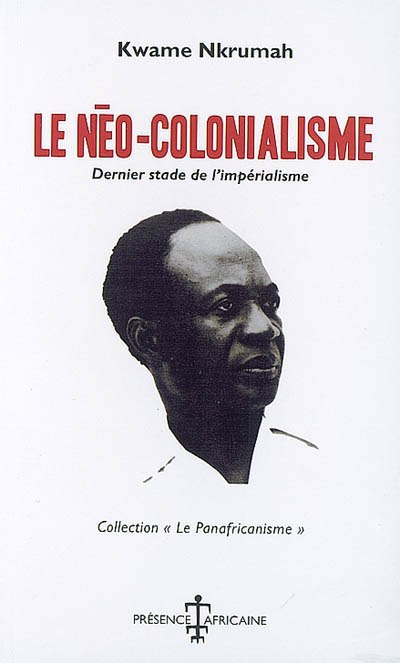 Kwame Nkrumah
LE NÉO-COLONIALISME
Dernier stade de l'impérialisme
Collection « Le Panafricanisme »
PRÉSENCE AFRICAINE